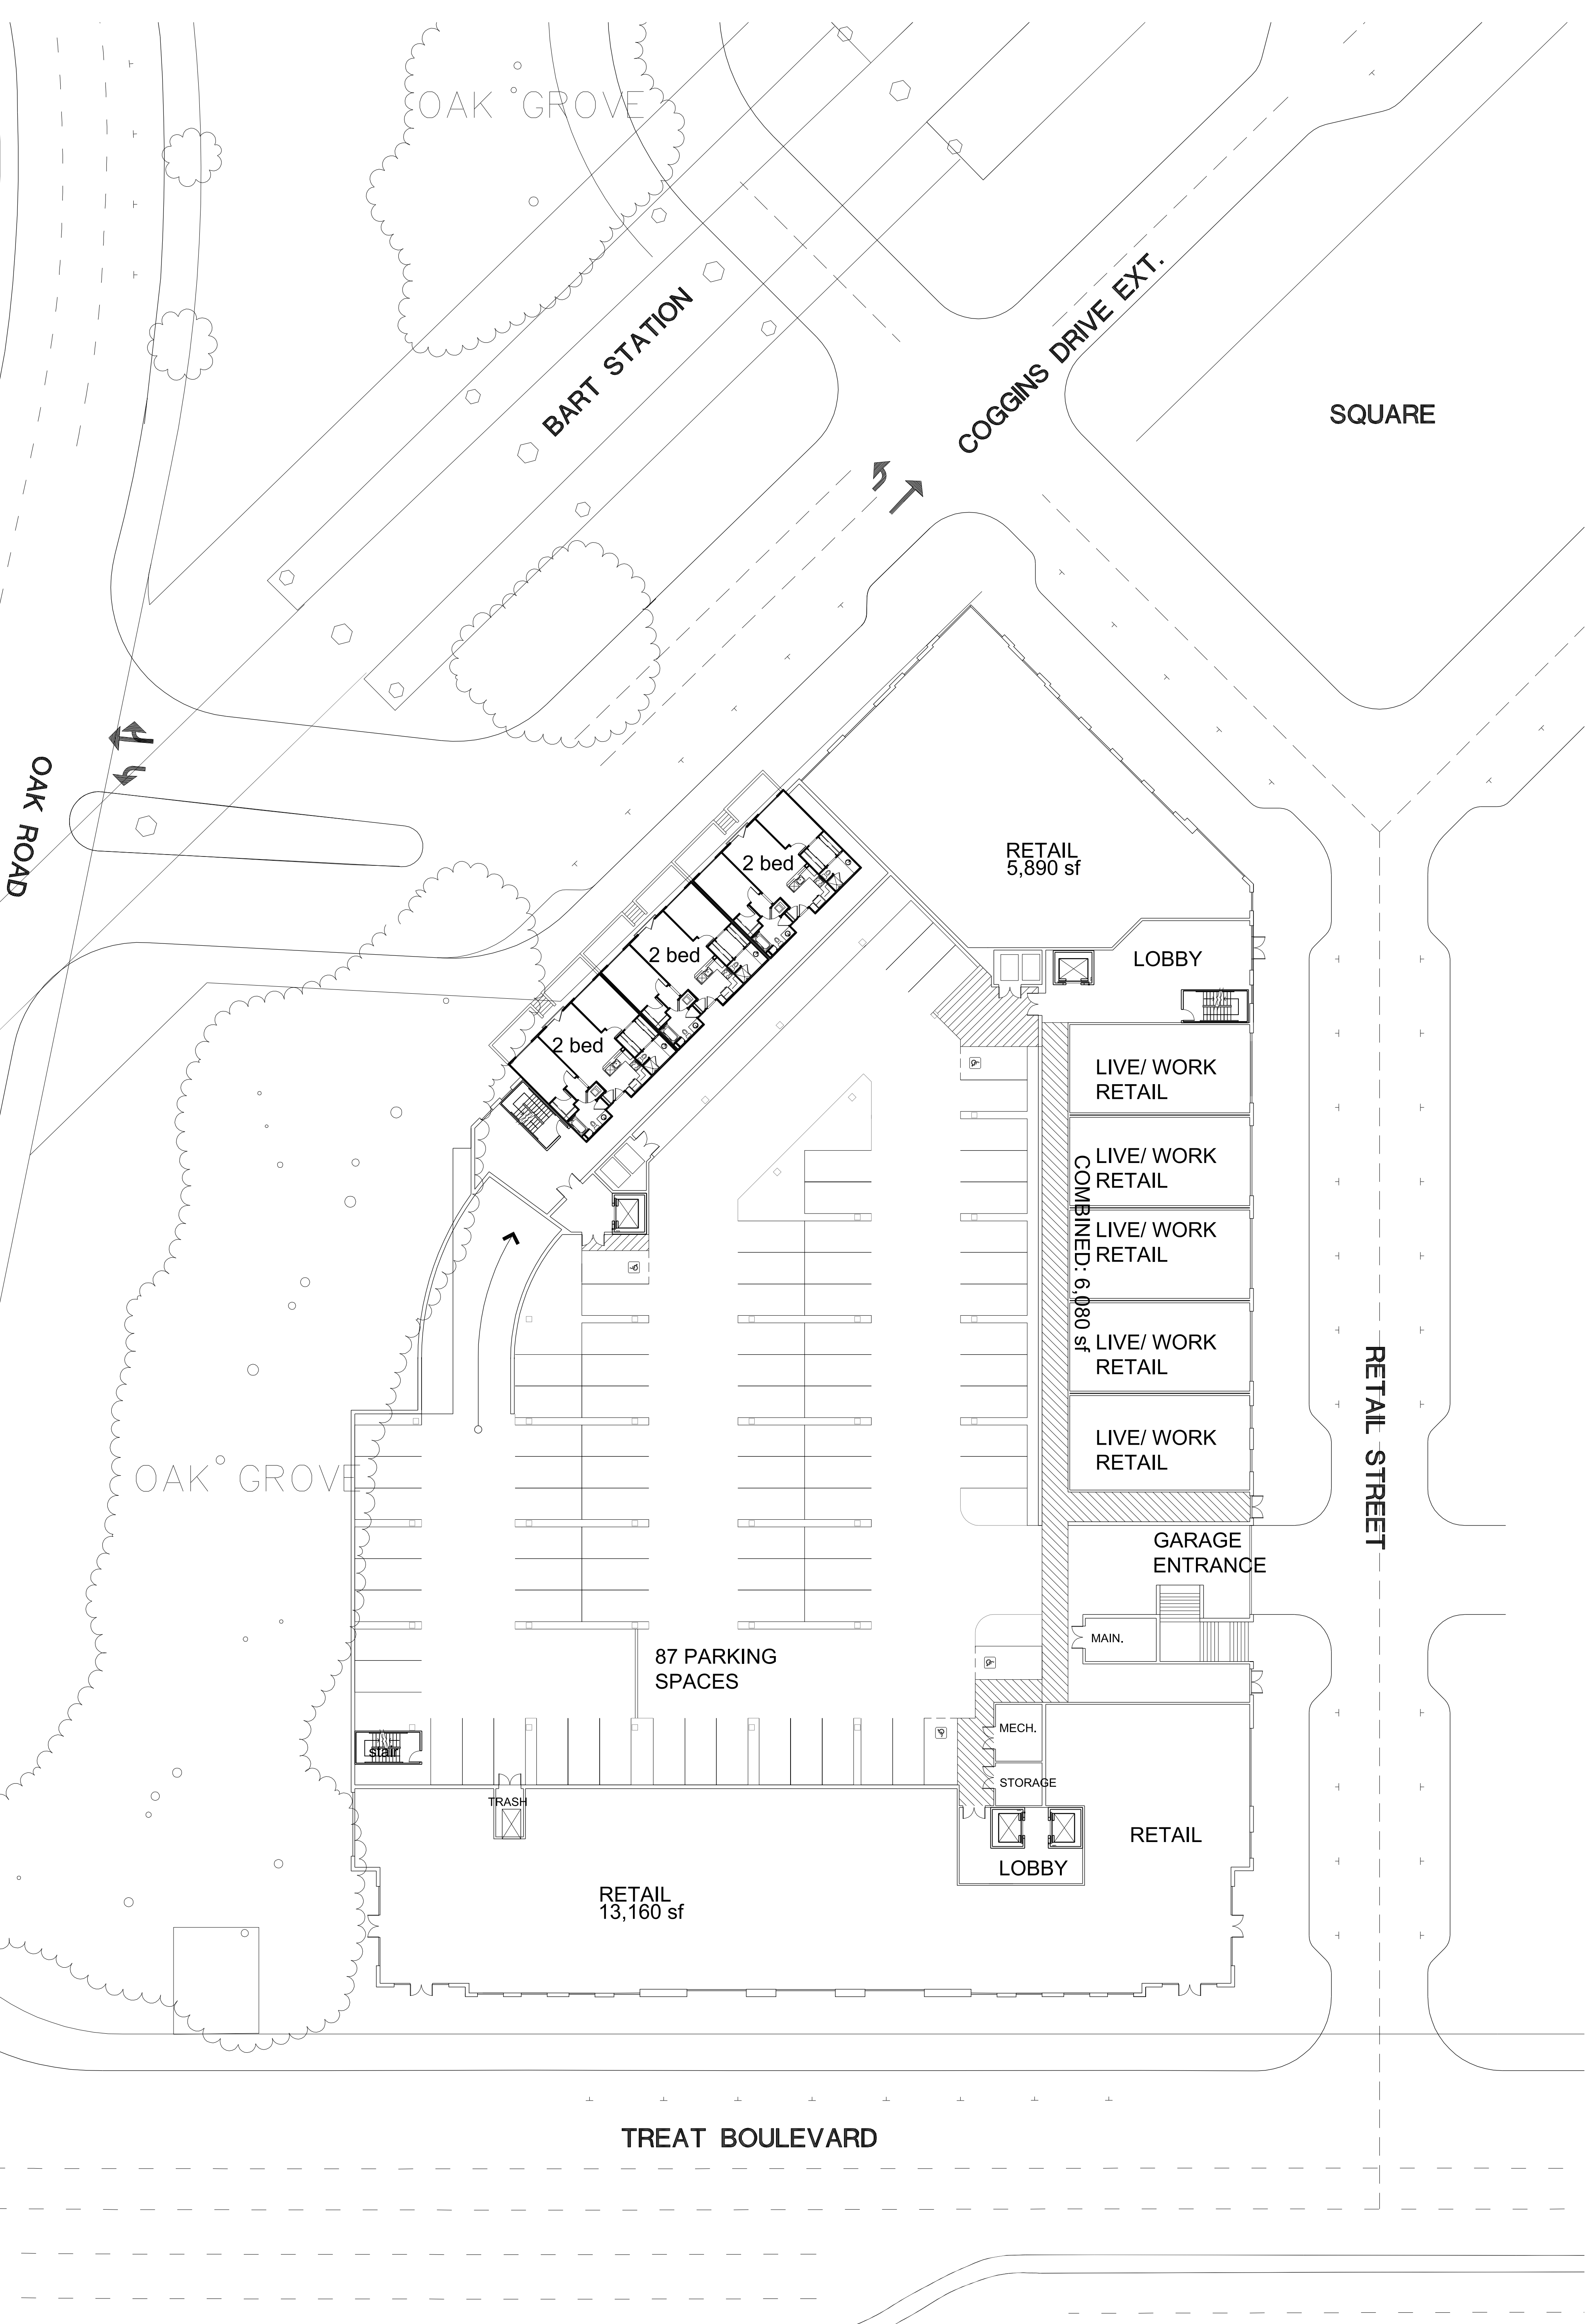 OAK GROVE
BART STATION
COGGINS DRIVE EXT.
SQUARE
OAK ROAD
2 bed
2 bed
2 bed
RETAIL
5,890 sf
LOBBY
LIVE/ WORK
RETAIL
LIVE/ WORK
RETAIL
LIVE/ WORK
RETAIL
LIVE/ WORK
RETAIL
LIVE/ WORK
RETAIL
COMBINED: 6,080 sf
RETAIL STREET
OAK GROVE
GARAGE
ENTRANCE
MAIN.
87 PARKING
SPACES
MECH.
stair
STORAGE
TRASH
RETAIL
LOBBY
RETAIL
13,160 sf
TREAT BOULEVARD